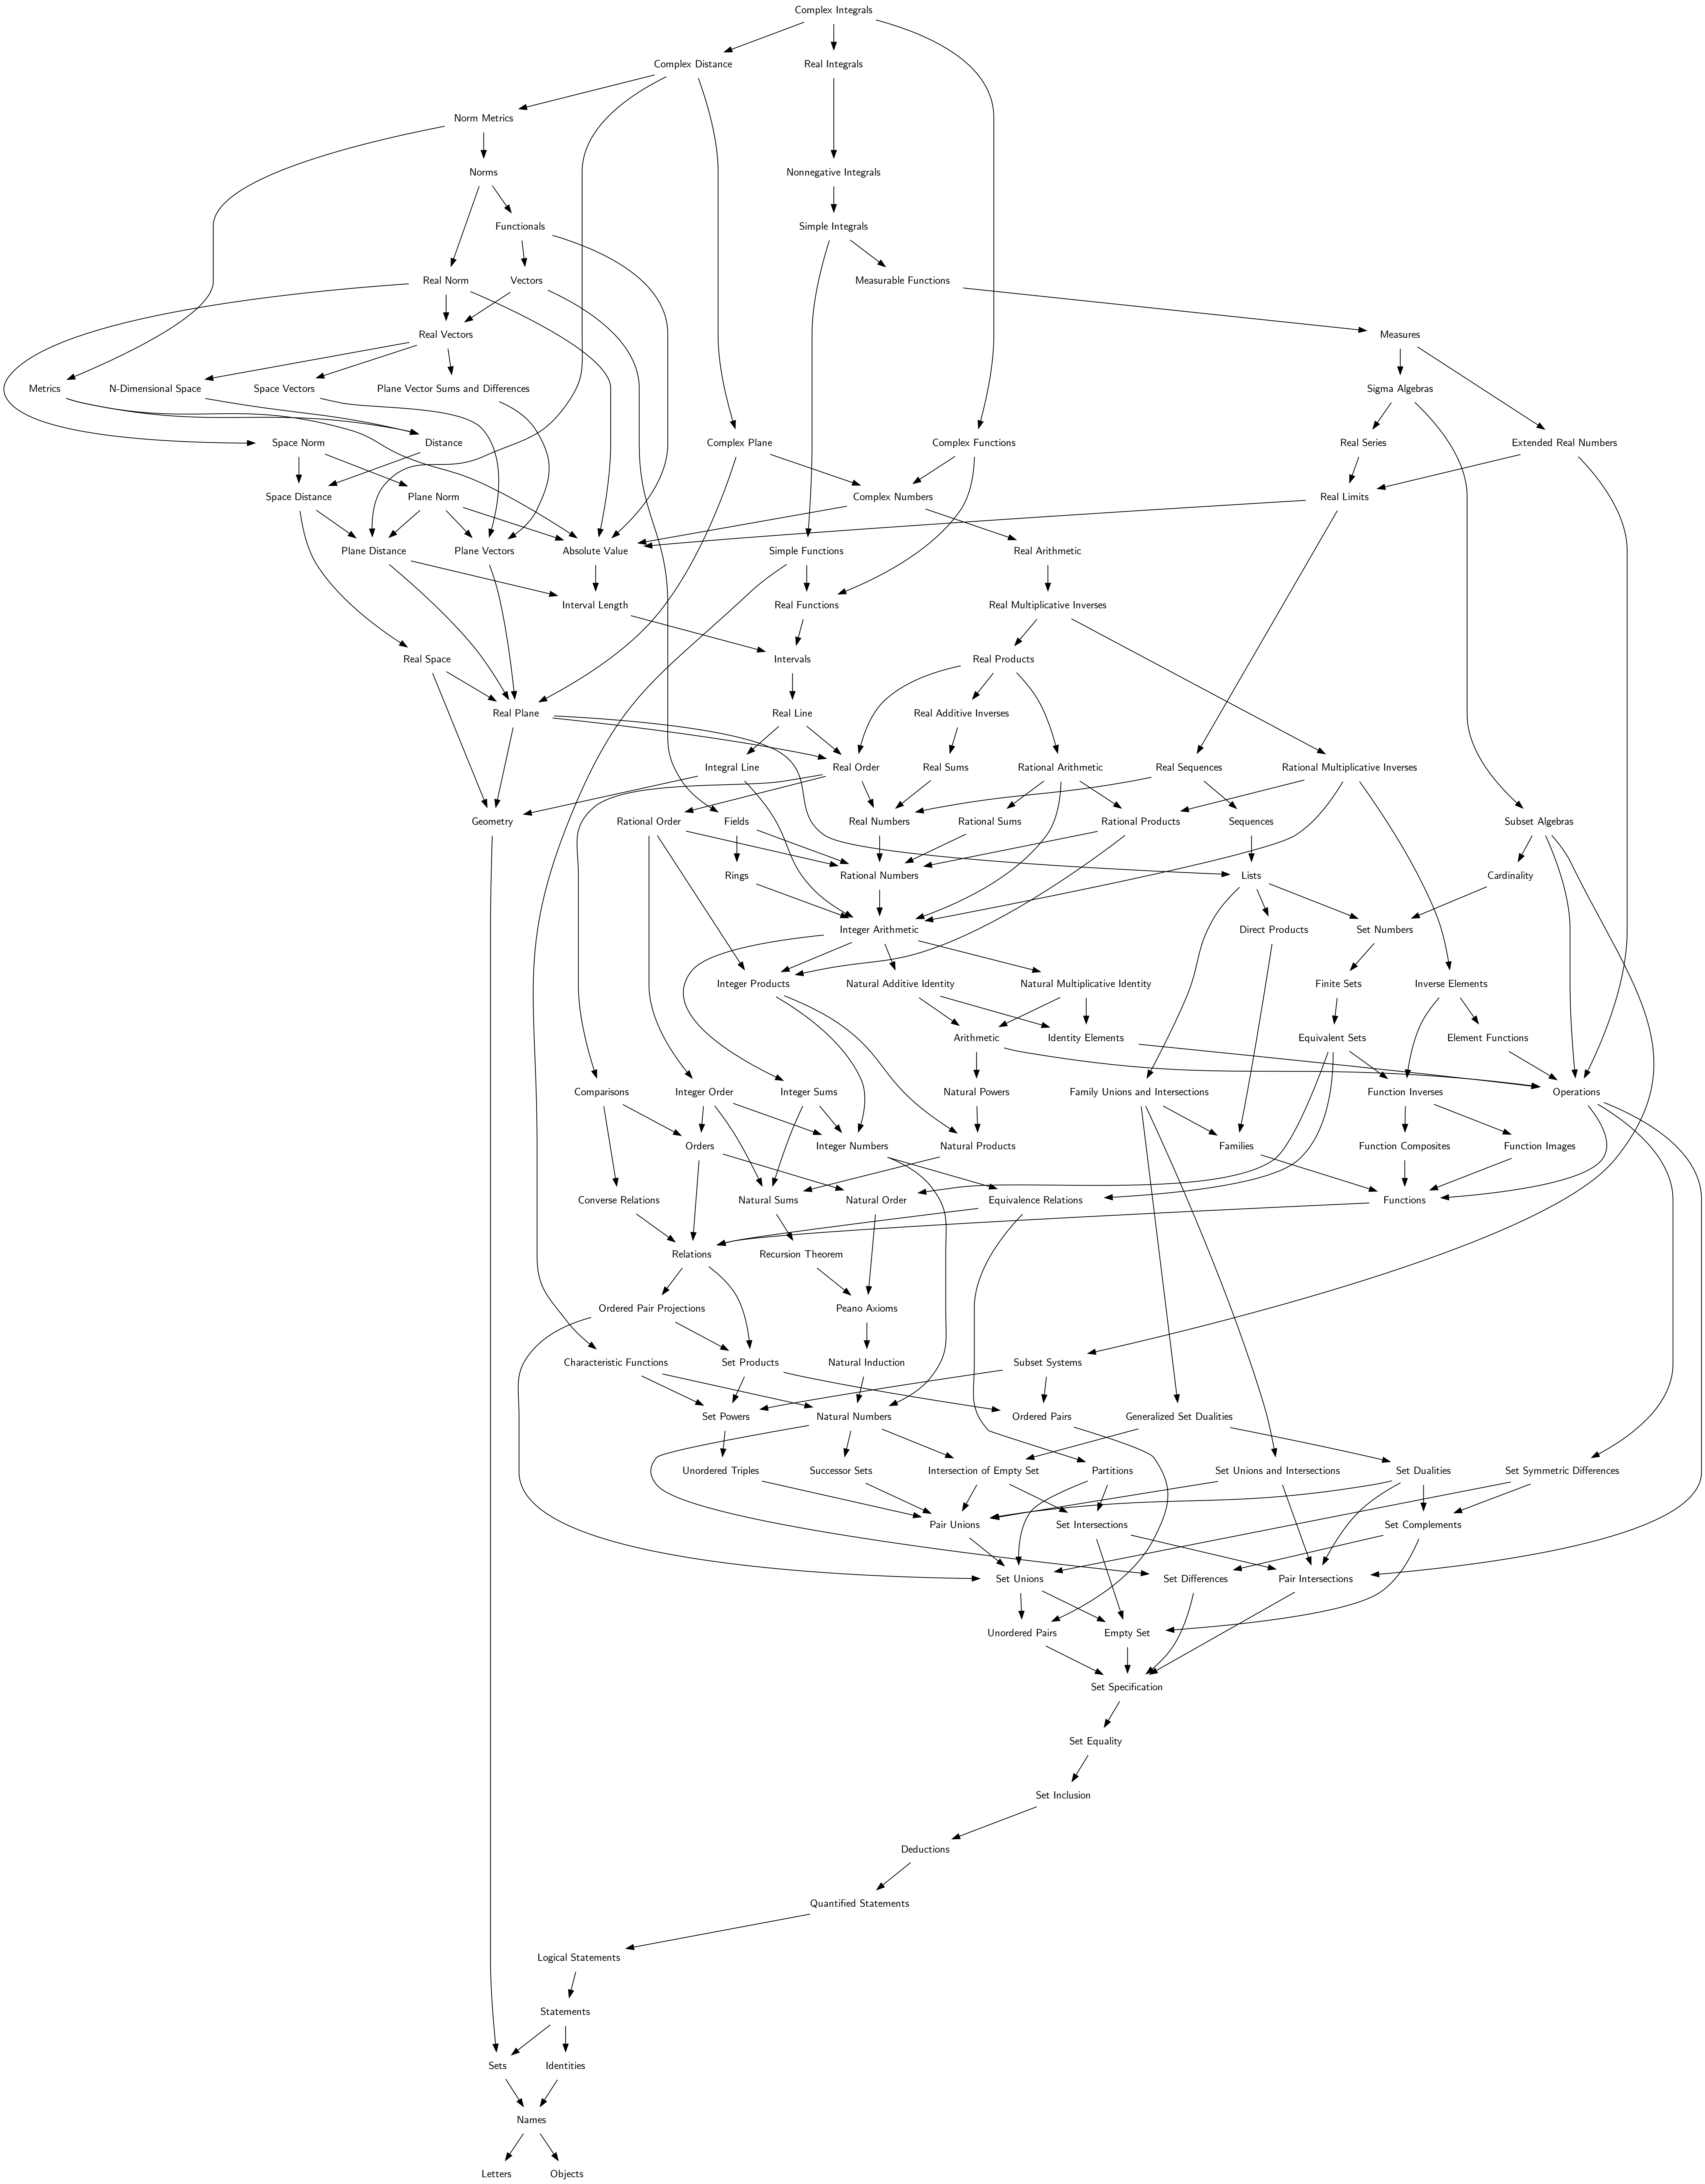 Complex Integrals
Complex Distance
Real Integrals
Norm Metrics
Norms
Nonnegative Integrals
Functionals
Simple Integrals
Real Norm
Vectors
Measurable Functions
Real Vectors
Measures
Metrics
N-Dimensional Space
Space Vectors
Plane Vector Sums and Differences
Sigma Algebras
Space Norm
Distance
Complex Plane
Complex Functions
Real Series
Extended Real Numbers
Space Distance
Plane Norm
Complex Numbers
Real Limits
Plane Distance
Plane Vectors
Absolute Value
Simple Functions
Real Arithmetic
Interval Length
Real Functions
Real Multiplicative Inverses
Real Space
Intervals
Real Products
Real Plane
Real Line
Real Additive Inverses
Integral Line
Real Order
Real Sums
Rational Arithmetic
Real Sequences
Rational Multiplicative Inverses
Geometry
Rational Order
Fields
Real Numbers
Rational Sums
Rational Products
Sequences
Subset Algebras
Rings
Rational Numbers
Lists
Cardinality
Integer Arithmetic
Direct Products
Set Numbers
Integer Products
Natural Additive Identity
Natural Multiplicative Identity
Finite Sets
Inverse Elements
Arithmetic
Identity Elements
Equivalent Sets
Element Functions
Comparisons
Integer Order
Integer Sums
Natural Powers
Family Unions and Intersections
Function Inverses
Operations
Orders
Integer Numbers
Natural Products
Families
Function Composites
Function Images
Converse Relations
Natural Sums
Natural Order
Equivalence Relations
Functions
Relations
Recursion Theorem
Ordered Pair Projections
Peano Axioms
Characteristic Functions
Set Products
Natural Induction
Subset Systems
Set Powers
Natural Numbers
Ordered Pairs
Generalized Set Dualities
Unordered Triples
Successor Sets
Intersection of Empty Set
Partitions
Set Unions and Intersections
Set Dualities
Set Symmetric Differences
Pair Unions
Set Intersections
Set Complements
Set Unions
Set Differences
Pair Intersections
Unordered Pairs
Empty Set
Set Specification
Set Equality
Set Inclusion
Deductions
Quantified Statements
Logical Statements
Statements
Sets
Identities
Names
Letters
Objects